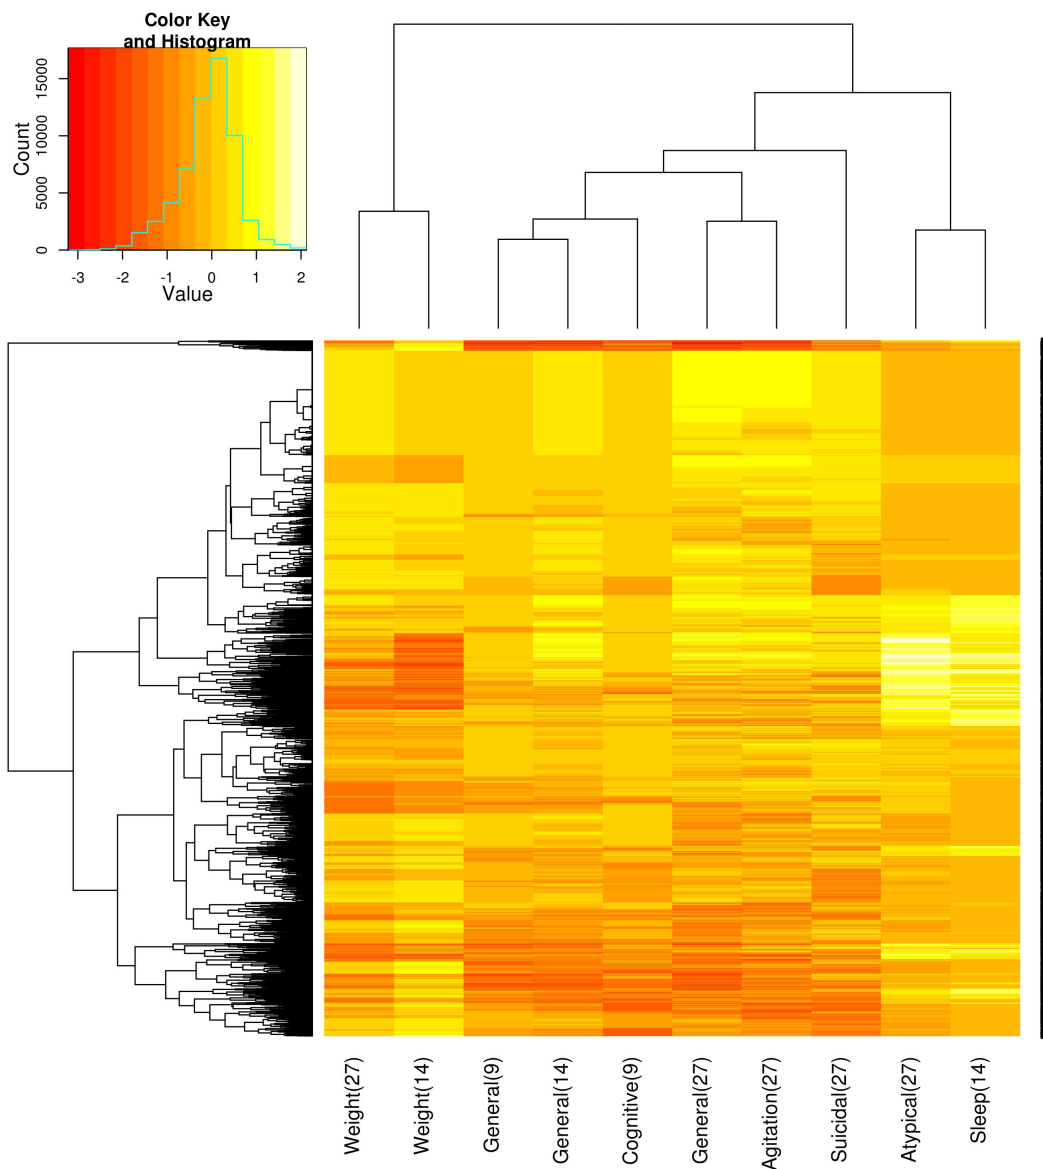 Color Key
and Histogram
Count
0
5000
10000
15000
-3
-2
-1
0
1
2
Value
Weight(27)
Weight(14)
General(9)
General(14)
Cognitive(9)
General(27)
Agitation(27)
Suicidal(27)
Atypical(27)
Sleep(14)